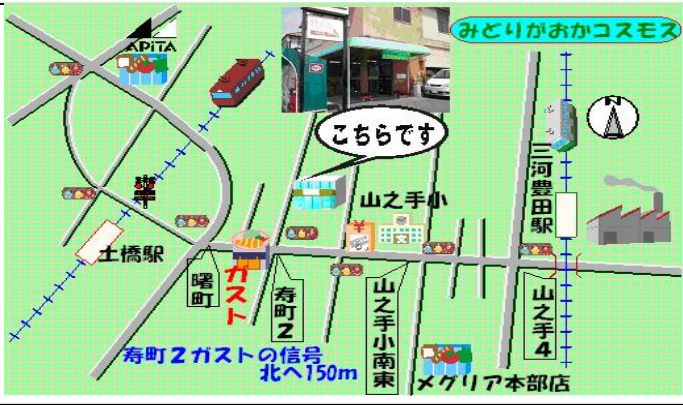 みどりがおかコスモス
APiTA
こちらです
N
山之手小
文
三河豊田駅
土橋駅
曙町
ガスト
寿町2
山之手小南東
山之手4
寿町2ガストの信号
北へ150m
メグリア本部店